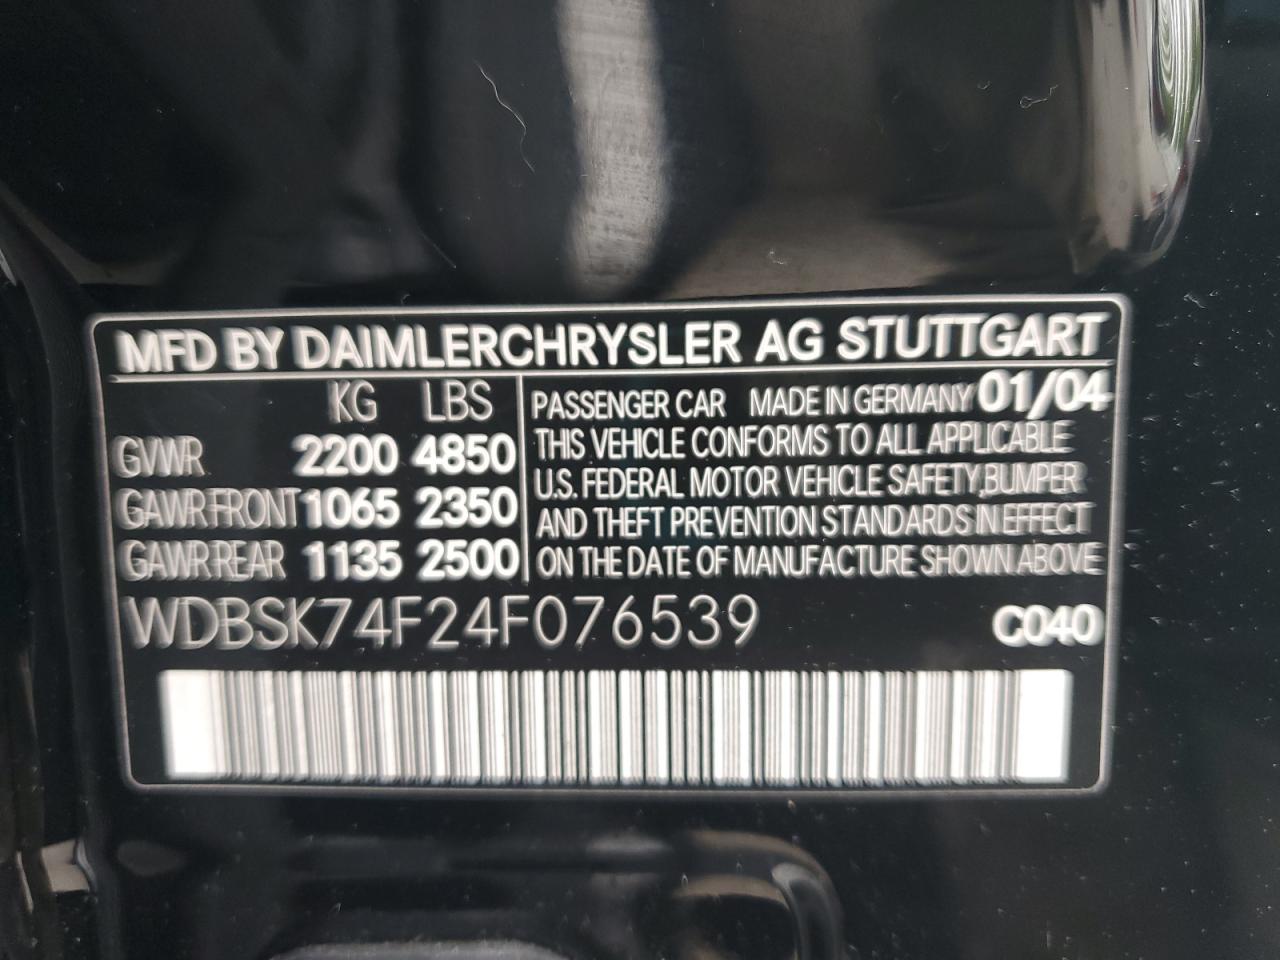 MFD BY DAIMLERCHRYSLER AG STUTTGART
KG LBS
GVWR 2200 4850
GAWR FRONT 1065 2350
GAWR REAR 1135 2500
PASSENGER CAR MADE IN GERMANY 01/04
THIS VEHICLE CONFORMS TO ALL APPLICABLE
U.S. FEDERAL MOTOR VEHICLE SAFETY,BUMPER
AND THEFT PREVENTION STANDARDS IN EFFECT
ON THE DATE OF MANUFACTURE SHOWN ABOVE
WDBSK74F24F076539 C040